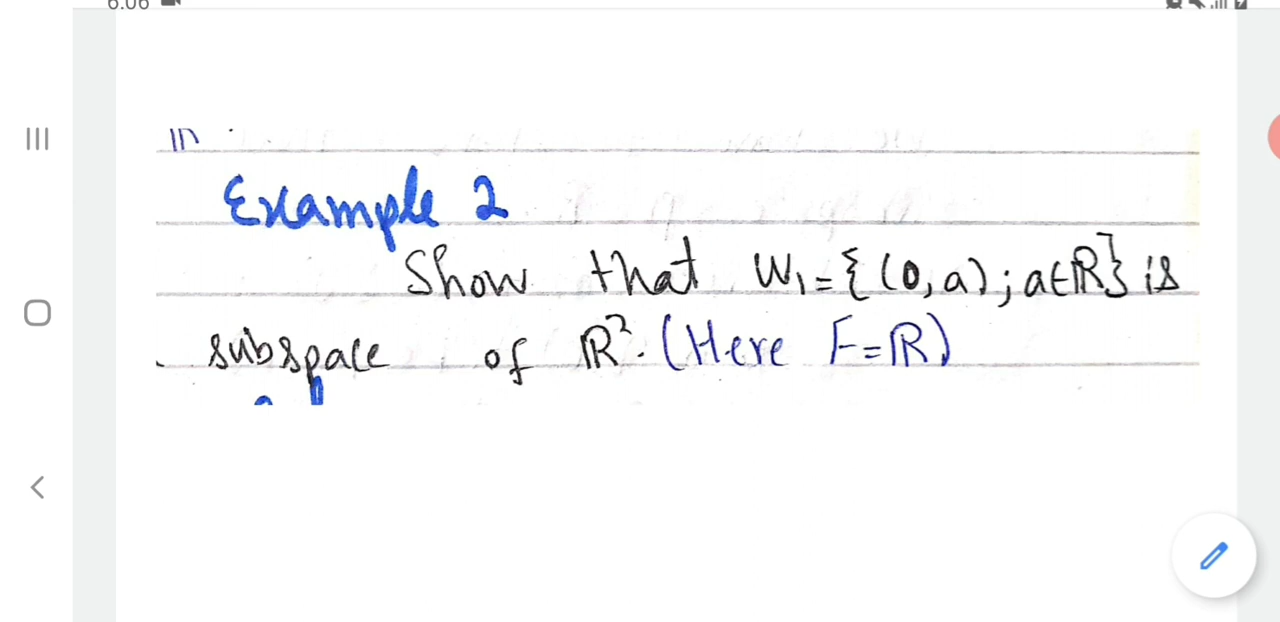 Example 2
Show that W₁={(0,a);a∈ℝ} is
subspace of ℝ². (Here F=ℝ)